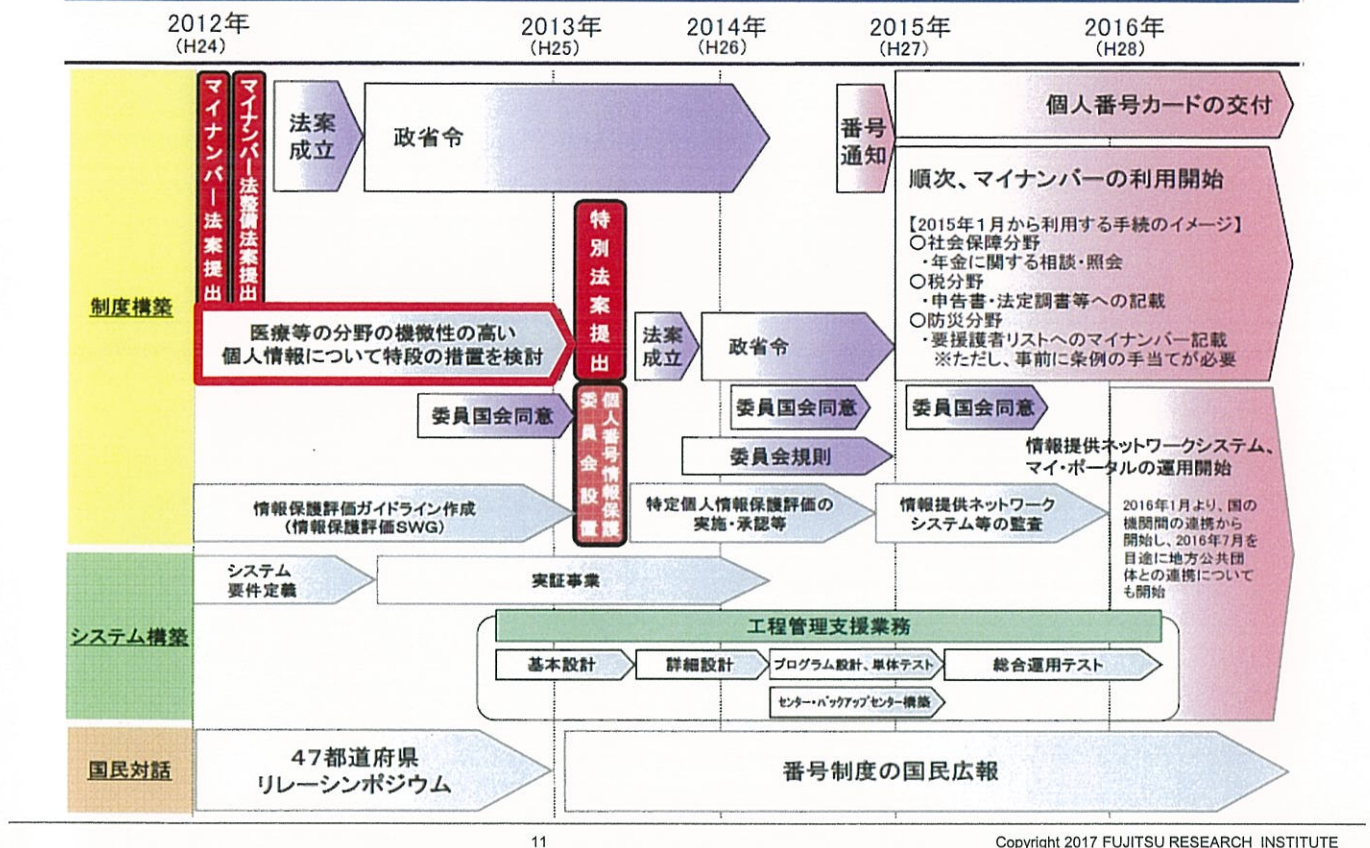 2012年
(H24)
2013年
(H25)
2014年
(H26)
2015年
(H27)
2016年
(H28)
制度構築
マイナンバー法案提出
マイナンバー法整備法案提出
法案
成立
政省令
番号
通知
個人番号カードの交付
順次、マイナンバーの利用開始
【2015年1月から利用する手続のイメージ】
○社会保障分野
・年金に関する相談・照会
○税分野
・申告書・法定調書等への記載
○防災分野
・要援護者リストへのマイナンバー記載
※ただし、事前に条例の手当てが必要
医療等の分野の機微性の高い
個人情報について特段の措置を検討
特別法案提出
法案
成立
政省令
委員国会同意
個人番号情報保護
委員会設置
委員国会同意
委員国会同意
委員会規則
情報提供ネットワークシステム、
マイ・ポータルの運用開始
2016年1月より、国の
機関間の連携から
開始し、2016年7月を
目途に地方公共団
体との連携について
も開始
情報保護評価ガイドライン作成
(情報保護評価SWG)
特定個人情報保護評価の
実施・承認等
情報提供ネットワーク
システム等の監査
システム構築
システム
要件定義
実証事業
工程管理支援業務
基本設計
詳細設計
プログラム設計、単体テスト
総合運用テスト
センター・バックアップセンター構築
国民対話
47都道府県
リレーシンポジウム
番号制度の国民広報
11
Copyright 2017 FUJITSU RESEARCH INSTITUTE